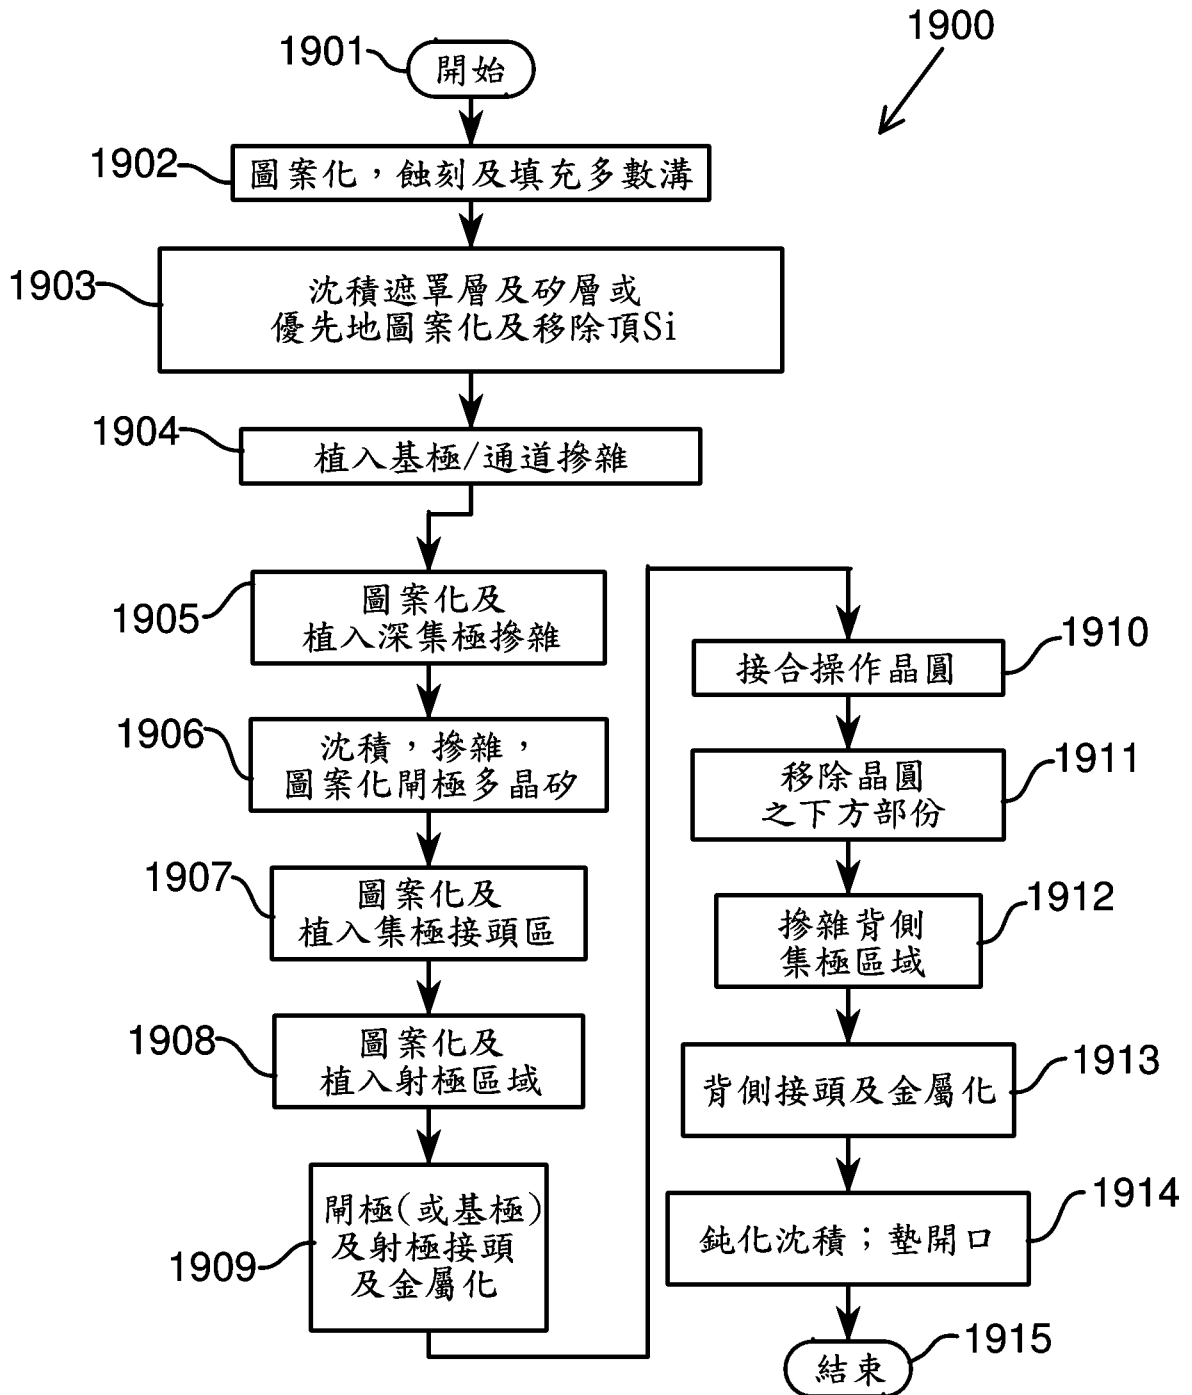 1900
1901
開始
1902
圖案化，蝕刻及填充多數溝
1903
沈積遮罩層及矽層或
優先地圖案化及移除頂Si
1904
植入基極/通道摻雜
1905
圖案化及
植入深集極摻雜
1906
沈積，摻雜，
圖案化閘極多晶矽
1907
圖案化及
植入集極接頭區
1908
圖案化及
植入射極區域
1909
閘極(或基極)
及射極接頭
及金屬化
1910
接合操作晶圓
1911
移除晶圓
之下方部份
1912
摻雜背側
集極區域
1913
背側接頭及金屬化
1914
鈍化沈積；墊開口
1915
結束